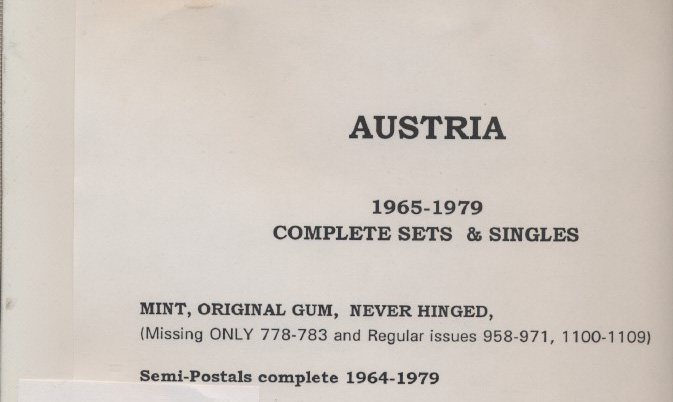 AUSTRIA
1965-1979
COMPLETE SETS & SINGLES
MINT, ORIGINAL GUM, NEVER HINGED,
(Missing ONLY 778-783 and Regular issues 958-971, 1100-1109)
Semi-Postals complete 1964-1979